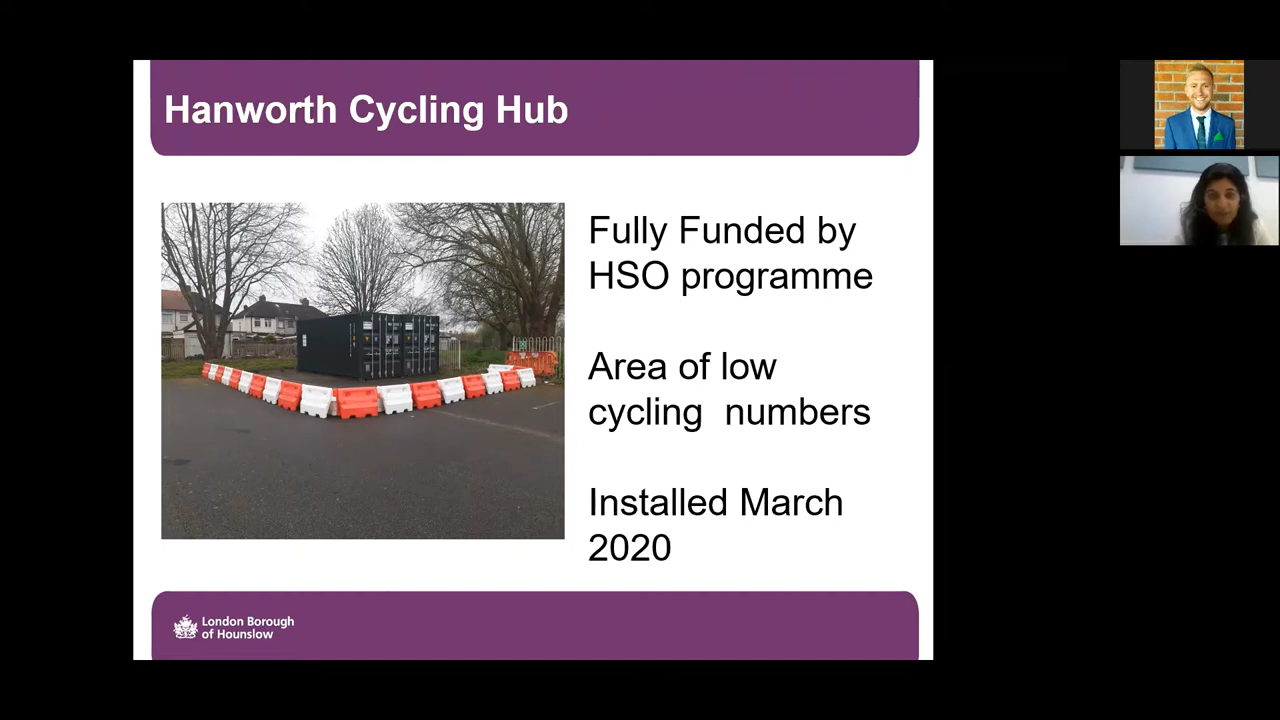 Hanworth Cycling Hub
Fully Funded by
HSO programme
Area of low
cycling  numbers
Installed March
2020
London Borough
of Hounslow